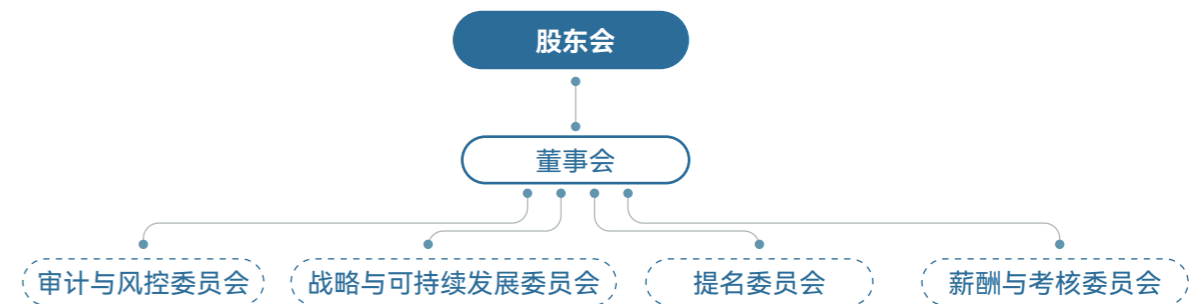 股东会
董事会
审计与风控委员会
战略与可持续发展委员会
提名委员会
薪酬与考核委员会